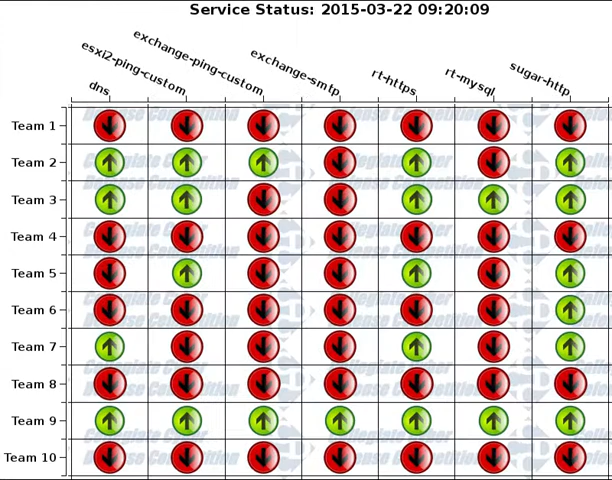 Service Status: 2015-03-22 09:20:09
dns
esxi2-ping-custom
exchange-ping-custom
exchange-smtp
rt-https
rt-mysql
sugar-http
Team 1
Team 2
Team 3
Team 4
Team 5
Team 6
Team 7
Team 8
Team 9
Team 10